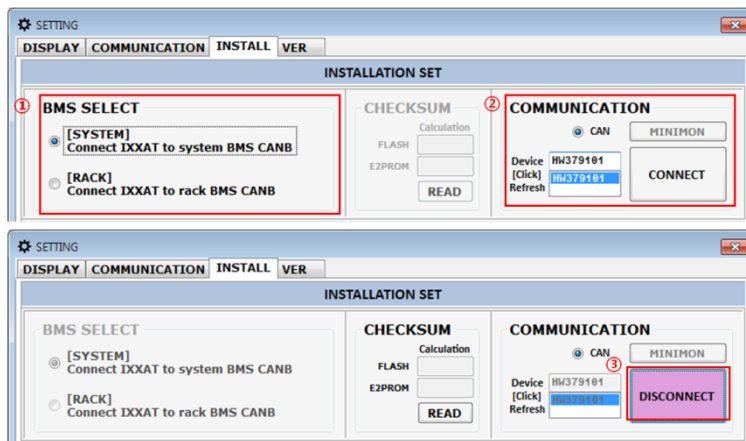 SETTING
DISPLAY COMMUNICATION INSTALL VER
INSTALLATION SET
① BMS SELECT
[SYSTEM]
Connect IXXAT to system BMS CANB
[RACK]
Connect IXXAT to rack BMS CANB
CHECKSUM
Calculation
FLASH
E2PROM
READ
② COMMUNICATION
CAN MINIMON
Device HW379101
[Click] HW379101
Refresh
CONNECT
SETTING
DISPLAY COMMUNICATION INSTALL VER
INSTALLATION SET
BMS SELECT
[SYSTEM]
Connect IXXAT to system BMS CANB
[RACK]
Connect IXXAT to rack BMS CANB
CHECKSUM
Calculation
FLASH
E2PROM
READ
COMMUNICATION
CAN MINIMON
③
Device HW379101
[Click] HW379101
Refresh
DISCONNECT